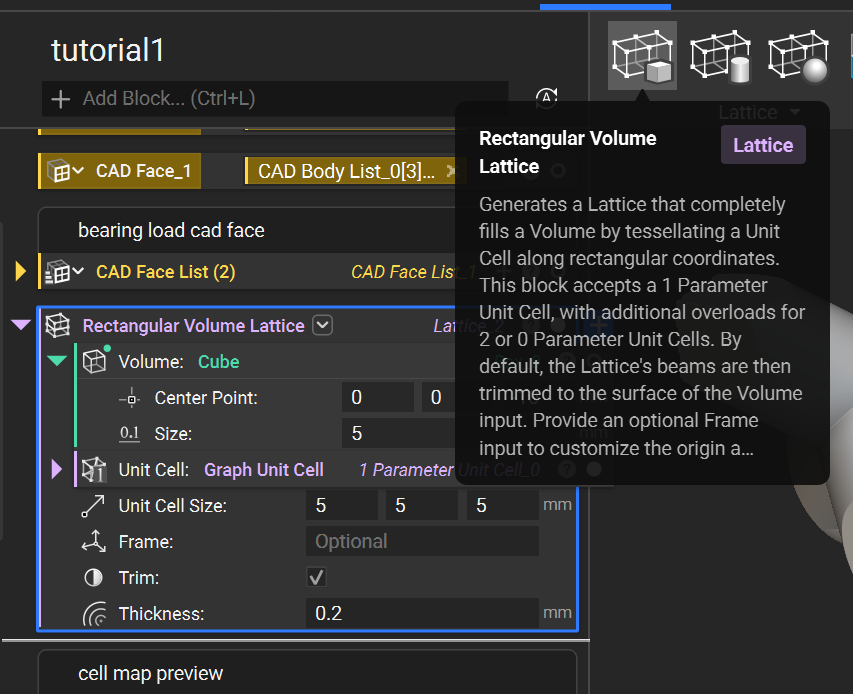 tutorial1
Add Block... (Ctrl+L)
Lattice
CAD Face_1
CAD Body List_0[3]...
bearing load cad face
CAD Face List (2)
CAD Face List_1
Rectangular Volume Lattice
Lattice_2
Volume: Cube
Center Point:
0
0
0.1
Size:
5
mm
Unit Cell: Graph Unit Cell
1 Parameter Unit Cell_0
Unit Cell Size:
5
5
5
mm
Frame:
Optional
Trim:
Thickness:
0.2
mm
cell map preview
Rectangular Volume
Lattice
Lattice
Generates a Lattice that completely
fills a Volume by tessellating a Unit
Cell along rectangular coordinates.
This block accepts a 1 Parameter
Unit Cell, with additional overloads for
2 or 0 Parameter Unit Cells. By
default, the Lattice's beams are then
trimmed to the surface of the Volume
input. Provide an optional Frame
input to customize the origin a...